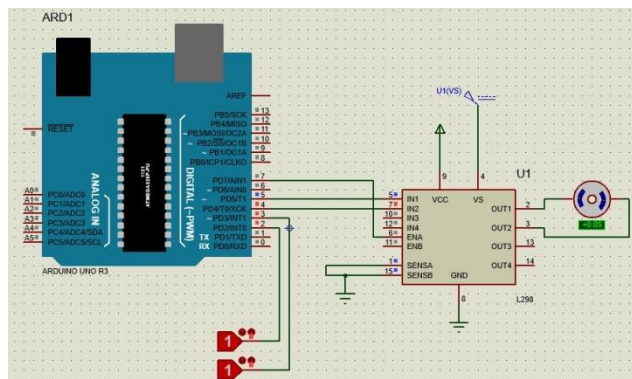 ARD1
AREF
RESET
PB5/SCK 13
PB4/MISO 12
~PB3/MOSI/OC2A 11
~PB2/SS/OC1B 10
~PB1/OC1A 9
PB0/ICP1/CLKO 8
PD7/AIN1 7
~PD6/AIN0 6
~PD5/T1 5
PD4/T0/XCK 4
~PD3/INT1 3
PD2/INT0 2
TX PD1/TXD 1
RX PD0/RXD 0
DIGITAL (~PWM)
ANALOG IN
A0 PC0/ADC0
A1 PC1/ADC1
A2 PC2/ADC2
A3 PC3/ADC3
A4 PC4/ADC4/SDA
A5 PC5/ADC5/SCL
ARDUINO UNO R3
1
1
U1(VS)
U1
9 4
VCC VS
5 IN1
7 IN2
10 IN3
12 IN4
6 ENA
11 ENB
1 SENSA
15 SENSB
OUT1 2
OUT2 3
OUT3 13
OUT4 14
GND
8
L298
+0.05